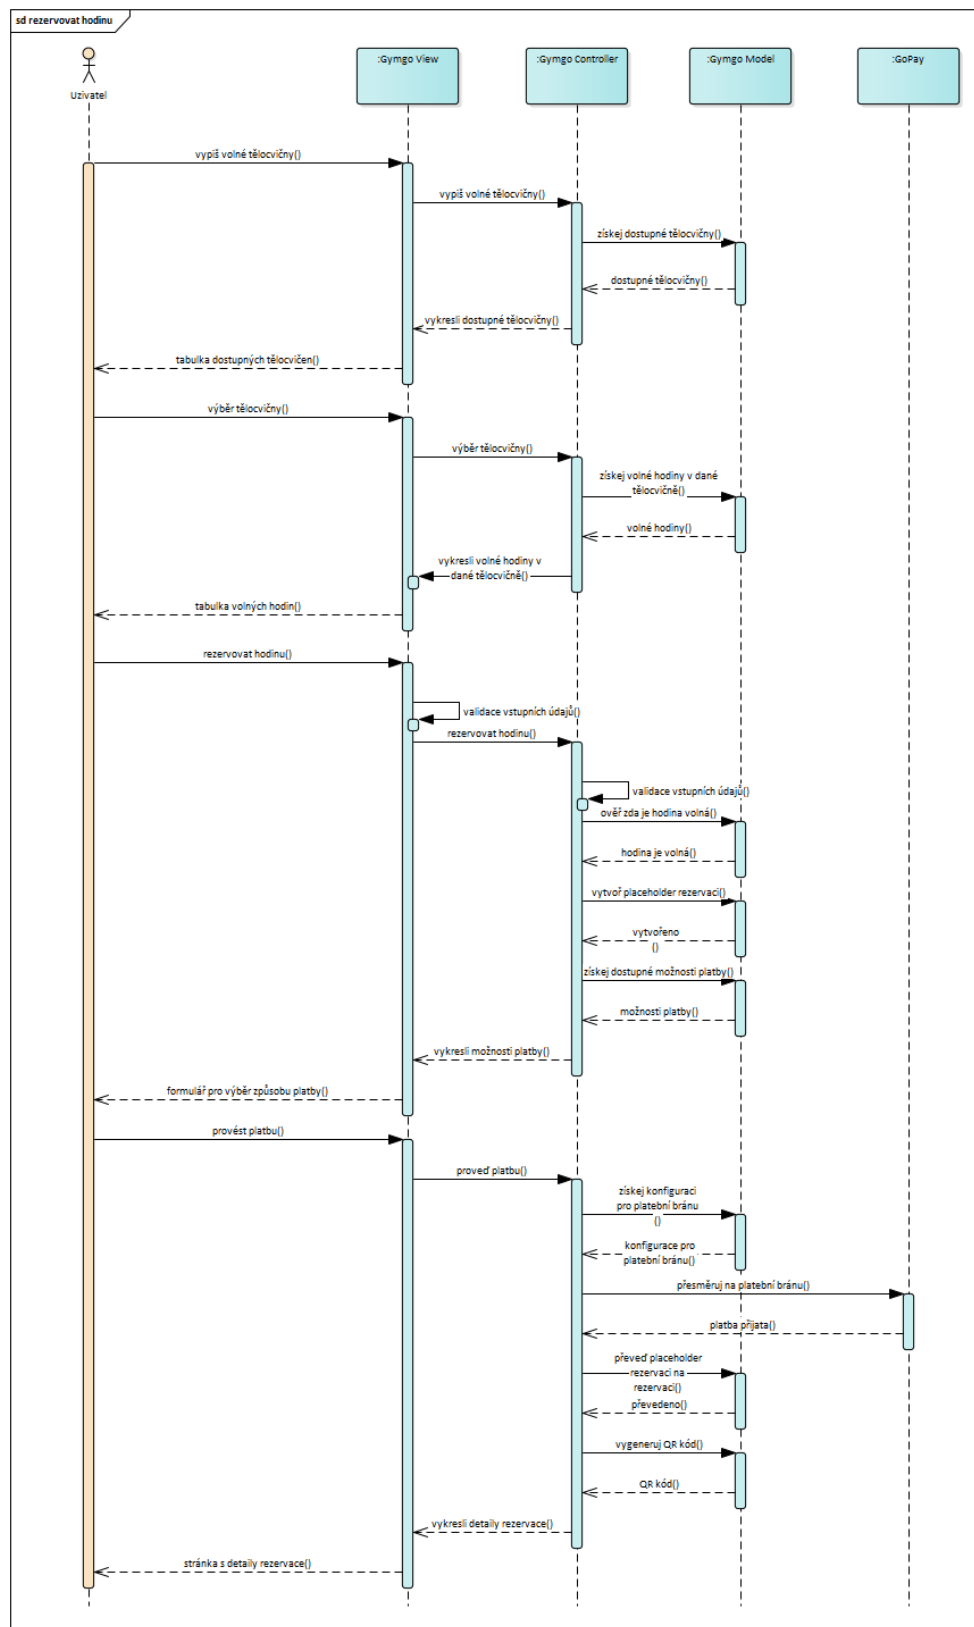 sd rezervovat hodinu
Uzivatel
:Gymgo View
:Gymgo Controller
:Gymgo Model
:GoPay
vypiš volné tělocvičny()
vypiš volné tělocvičny()
získej dostupné tělocvičny()
dostupné tělocvičny()
vykresli dostupné tělocvičny()
tabulka dostupných tělocvičen()
výběr tělocvičny()
výběr tělocvičny()
získej volné hodiny v dané
tělocvičně()
volné hodiny()
vykresli volné hodiny v
dané tělocvičně()
tabulka volných hodin()
rezervovat hodinu()
validace vstupních údajů()
rezervovat hodinu()
validace vstupních údajů()
ověř zda je hodina volná()
hodina je volná()
vytvoř placeholder rezervaci()
vytvořeno
()
získej dostupné možnosti platby()
možnosti platby()
vykresli možnosti platby()
formulář pro výběr způsobu platby()
provést platbu()
proveď platbu()
získej konfiguraci
pro platební bránu
()
konfigurace pro
platební bránu()
přesměruj na platební bránu()
platba přijata()
převeď placeholder
rezervaci na
rezervaci()
převedeno()
vygeneruj QR kód()
QR kód()
vykresli detaily rezervace()
stránka s detaily rezervace()